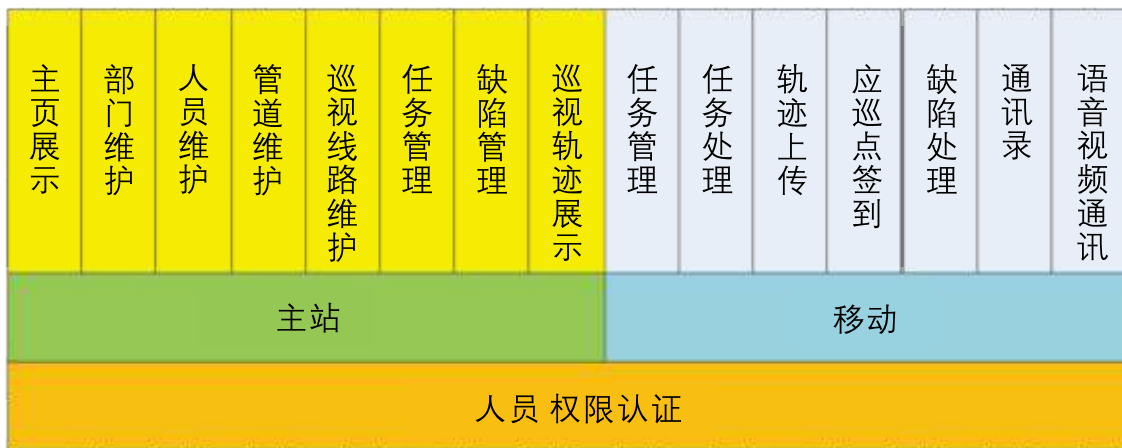 主页展示
部门维护
人员维护
管道维护
巡视线路维护
任务管理
缺陷管理
巡视轨迹展示
任务管理
任务处理
轨迹上传
应巡点签到
缺陷处理
通讯录
语音视频通讯
主站
移动
人员 权限认证